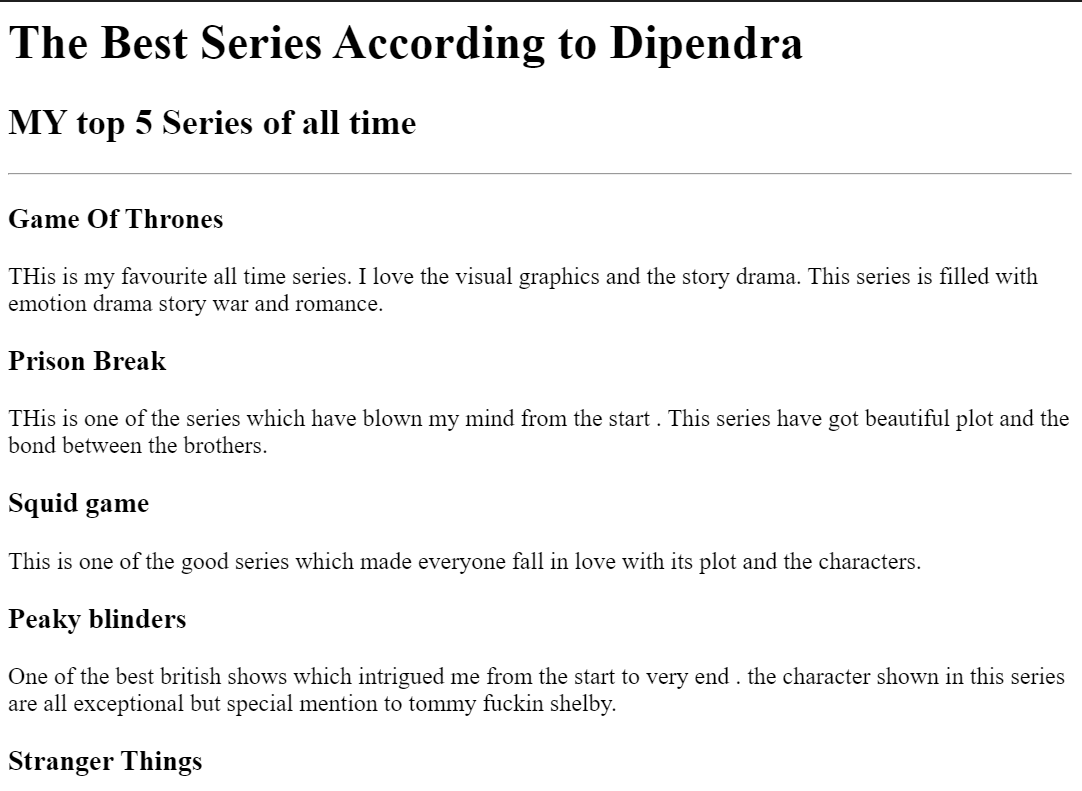 The Best Series According to Dipendra
MY top 5 Series of all time
Game Of Thrones
THis is my favourite all time series. I love the visual graphics and the story drama. This series is filled with
emotion drama story war and romance.
Prison Break
THis is one of the series which have blown my mind from the start . This series have got beautiful plot and the
bond between the brothers.
Squid game
This is one of the good series which made everyone fall in love with its plot and the characters.
Peaky blinders
One of the best british shows which intrigued me from the start to very end . the character shown in this series
are all exceptional but special mention to tommy fuckin shelby.
Stranger Things